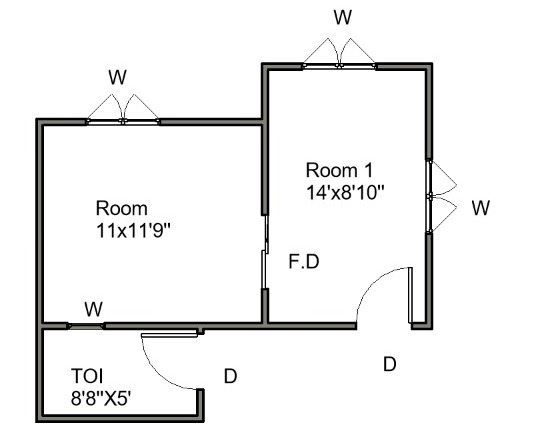 W
W
Room 1
14'x8'10"
Room
11x11'9"
W
F.D
W
D
TOI
8'8"X5'
D